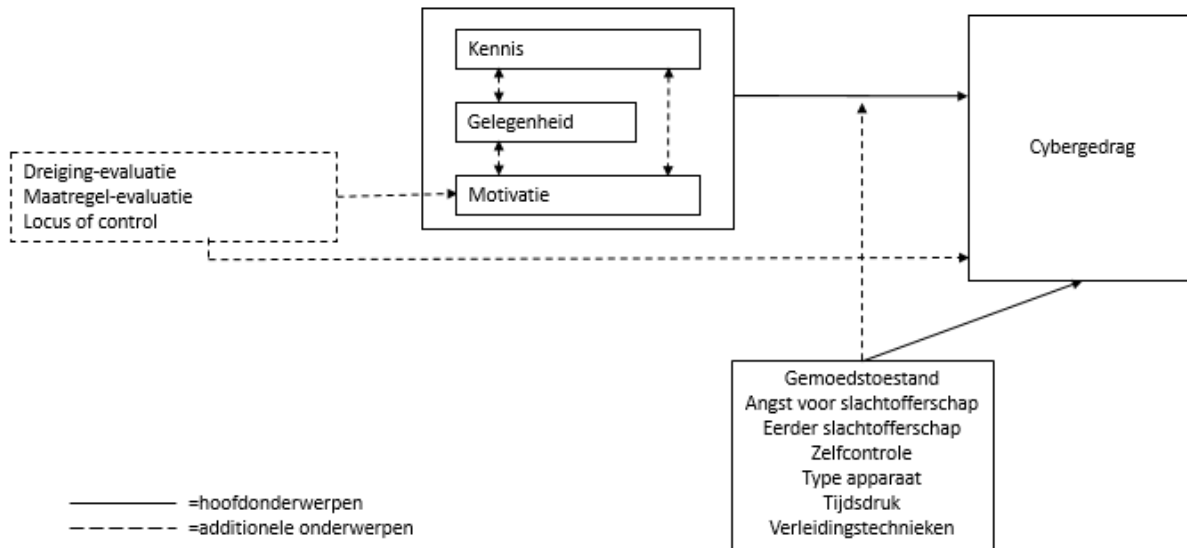 Kennis
Gelegenheid
Motivatie
Dreiging-evaluatie
Maatregel-evaluatie
Locus of control
Cybergedrag
Gemoedstoestand
Angst voor slachtofferschap
Eerder slachtofferschap
Zelfcontrole
Type apparaat
Tijdsdruk
Verleidingstechnieken
=hoofdonderwerpen
=additionele onderwerpen